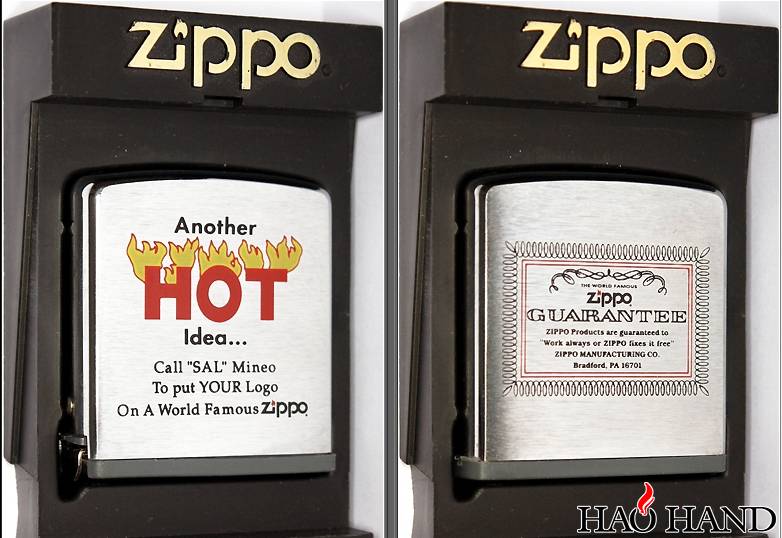 zippo
Another
HOT
Idea...
Call "SAL" Mineo
To put YOUR Logo
On A World Famous Zippo
zippo
THE WORLD FAMOUS
Zippo
GUARANTEE
ZIPPO Products are guaranteed to
"Work always or ZIPPO fixes it free"
ZIPPO MANUFACTURING CO.
Bradford, PA 16701
HAO HAND